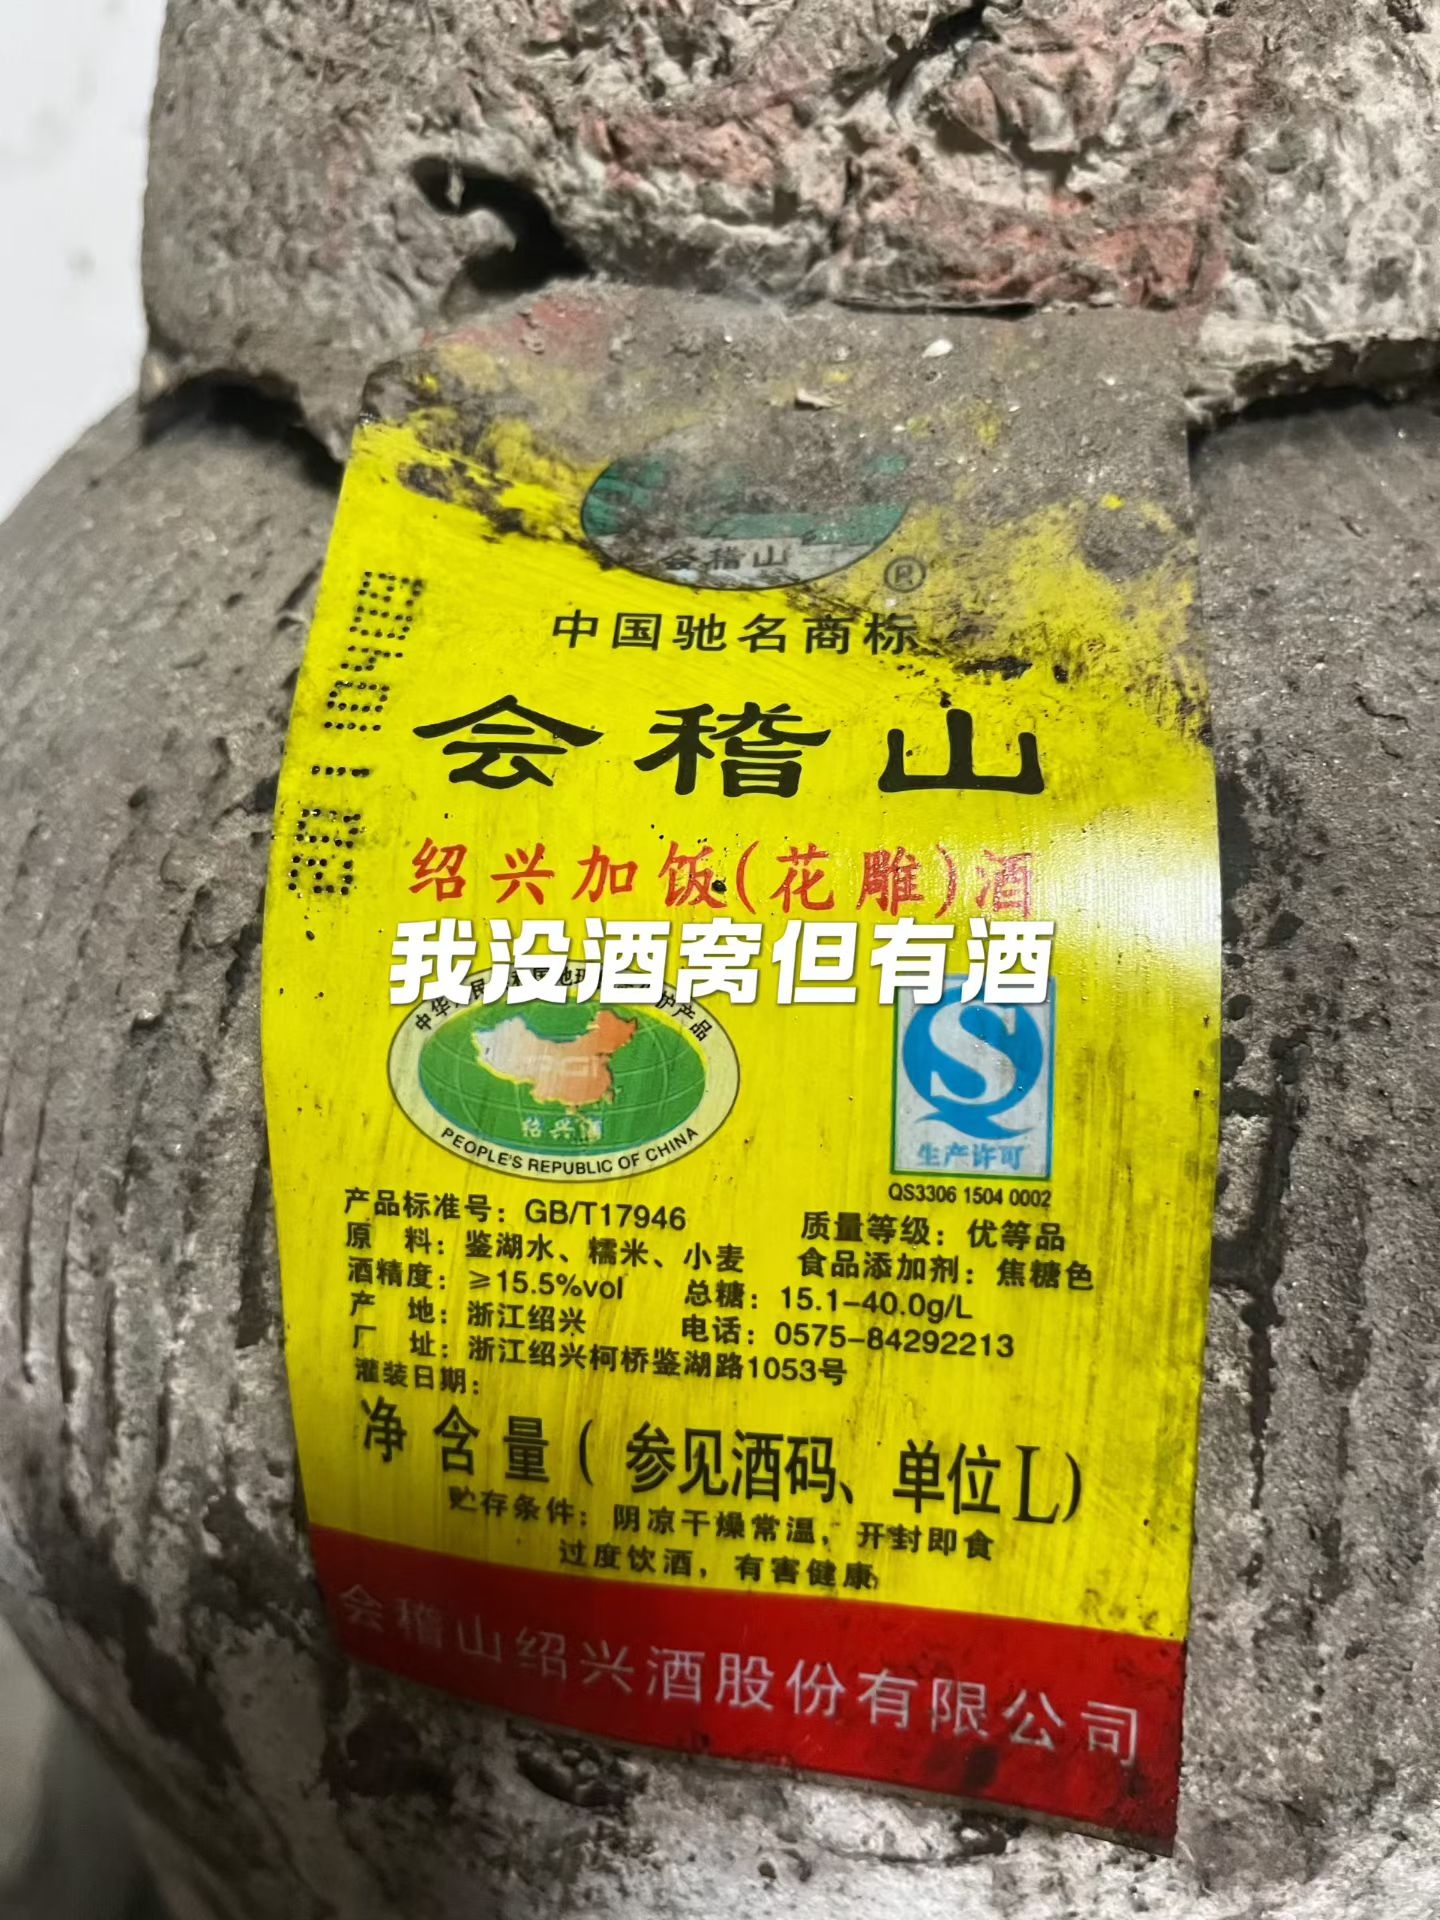 会稽山
®
中国驰名商标
会稽山
绍兴加饭(花雕)酒
我没酒窝但有酒
绍兴酒
PEOPLE'S REPUBLIC OF CHINA
生产许可
QS3306 1504 0002
产品标准号：GB/T17946 质量等级：优等品
原 料：鉴湖水、糯米、小麦 食品添加剂：焦糖色
酒精度：≥15.5%vol 总糖：15.1-40.0g/L
产 地：浙江绍兴 电话：0575-84292213
厂 址：浙江绍兴柯桥鉴湖路1053号
灌装日期：
净含量(参见酒码、单位L)
贮存条件：阴凉干燥常温，开封即食
过度饮酒，有害健康
会稽山绍兴酒股份有限公司